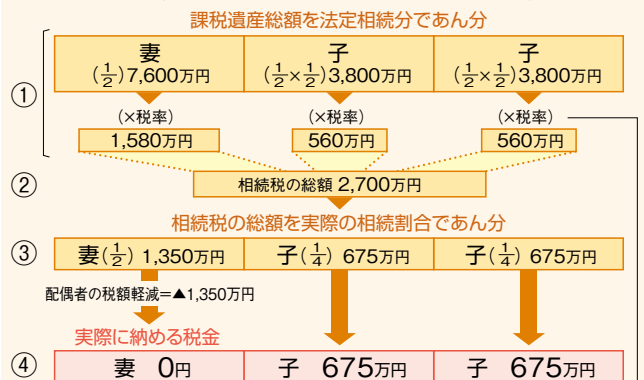 課税遺産総額を法定相続分であん分
①
妻
(1/2)7,600万円
子
(1/2×1/2)3,800万円
子
(1/2×1/2)3,800万円
(×税率)
(×税率)
(×税率)
1,580万円
560万円
560万円
②
相続税の総額 2,700万円
相続税の総額を実際の相続割合であん分
③
妻(1/2) 1,350万円
子(1/4) 675万円
子(1/4) 675万円
配偶者の税額軽減=▲1,350万円
実際に納める税金
④
妻 0円
子 675万円
子 675万円